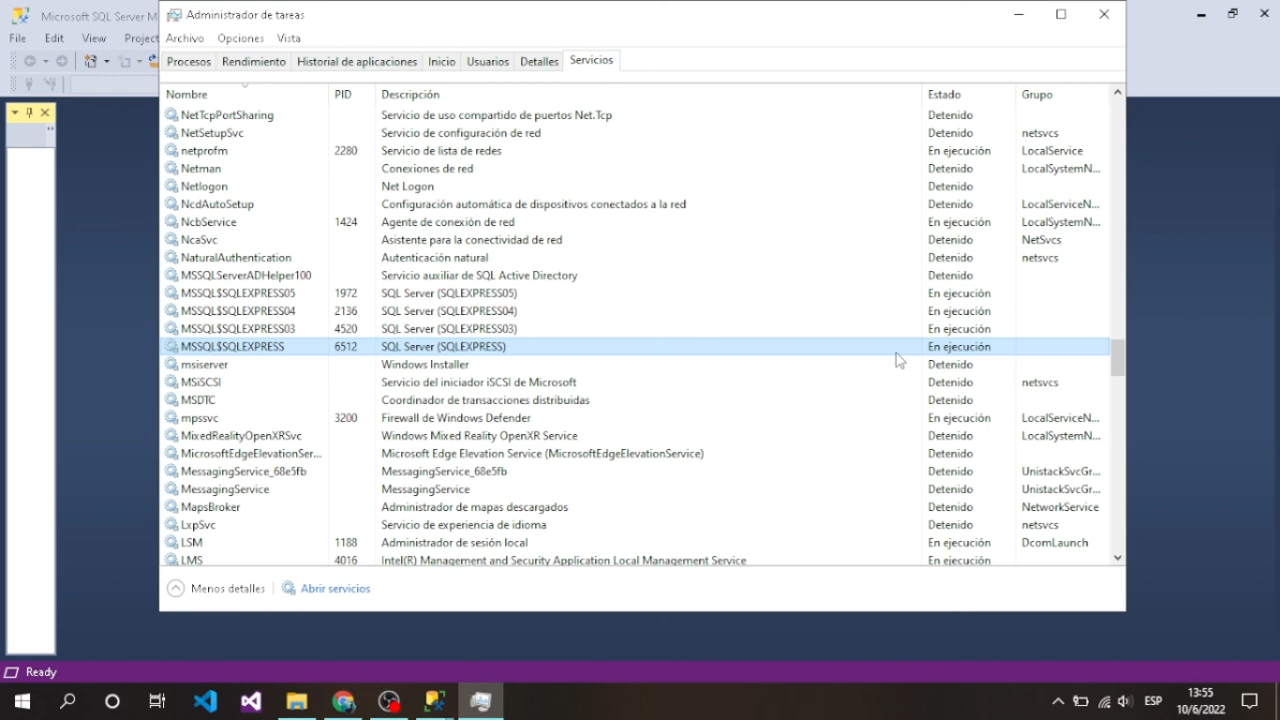 Microsoft SQL Server M
File Edit View Project
Administrador de tareas
Archivo Opciones Vista
Procesos Rendimiento Historial de aplicaciones Inicio Usuarios Detalles Servicios
Nombre PID Descripción Estado Grupo
NetTcpPortSharing Servicio de uso compartido de puertos Net.Tcp Detenido
NetSetupSvc Servicio de configuración de red Detenido netsvcs
netprofm 2280 Servicio de lista de redes En ejecución LocalService
Netman Conexiones de red Detenido LocalSystemN...
Netlogon Net Logon Detenido
NcdAutoSetup Configuración automática de dispositivos conectados a la red Detenido LocalServiceN...
NcbService 1424 Agente de conexión de red En ejecución LocalSystemN...
NcaSvc Asistente para la conectividad de red Detenido NetSvcs
NaturalAuthentication Autenticación natural Detenido netsvcs
MSSQLServerADHelper100 Servicio auxiliar de SQL Active Directory Detenido
MSSQL$SQLEXPRESS05 1972 SQL Server (SQLEXPRESS05) En ejecución
MSSQL$SQLEXPRESS04 2136 SQL Server (SQLEXPRESS04) En ejecución
MSSQL$SQLEXPRESS03 4520 SQL Server (SQLEXPRESS03) En ejecución
MSSQL$SQLEXPRESS 6512 SQL Server (SQLEXPRESS) En ejecución
msiserver Windows Installer Detenido
MSiSCSI Servicio del iniciador iSCSI de Microsoft Detenido netsvcs
MSDTC Coordinador de transacciones distribuidas Detenido
mpssvc 3200 Firewall de Windows Defender En ejecución LocalServiceN...
MixedRealityOpenXRSvc Windows Mixed Reality OpenXR Service Detenido LocalSystemN...
MicrosoftEdgeElevationSer... Microsoft Edge Elevation Service (MicrosoftEdgeElevationService) Detenido
MessagingService_68e5fb MessagingService_68e5fb Detenido UnistackSvcGr...
MessagingService MessagingService Detenido UnistackSvcGr...
MapsBroker Administrador de mapas descargados Detenido NetworkService
LxpSvc Servicio de experiencia de idioma Detenido netsvcs
LSM 1188 Administrador de sesión local En ejecución DcomLaunch
LMS 4016 Intel(R) Management and Security Application Local Management Service En ejecución
Menos detalles Abrir servicios
Ready
ESP
13:55
10/6/2022